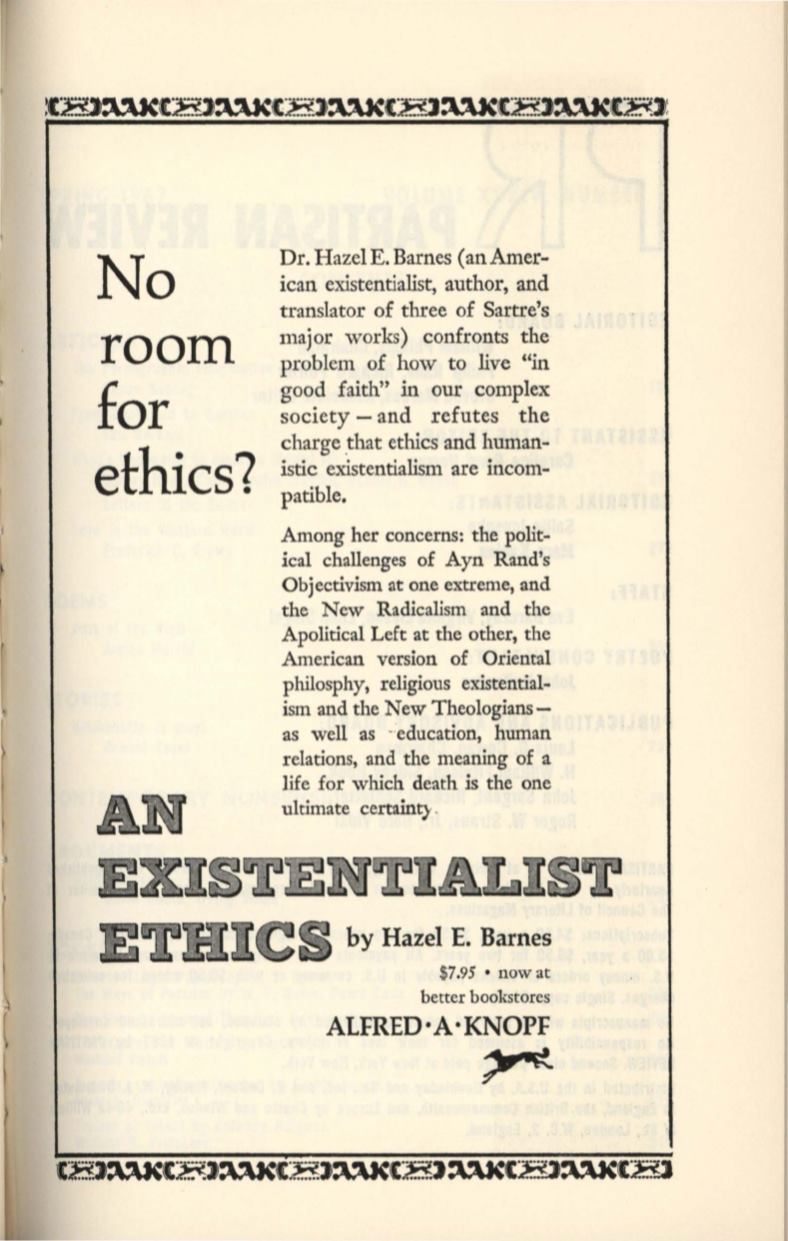 No
room
for
ethics?
Dr. Hazel E. Barnes (an Amer-
ican existentialist, author, and
translator of three of Sartre's
major works) confronts the
problem of how to live “in
good faith” in our complex
society — and refutes the
charge that ethics and human-
istic existentialism are incom-
patible.
Among her concerns: the polit-
ical challenges of Ayn Rand's
Objectivism at one extreme, and
the New Radicalism and the
Apolitical Left at the other, the
American version of Oriental
philosphy, religious existential-
ism and the New Theologians —
as well as education, human
relations, and the meaning of a
life for which death is the one
ultimate certainty.
AN
EXISTENTIALIST
ETHICS by Hazel E. Barnes
$7.95 • now at
better bookstores
ALFRED · A · KNOPF